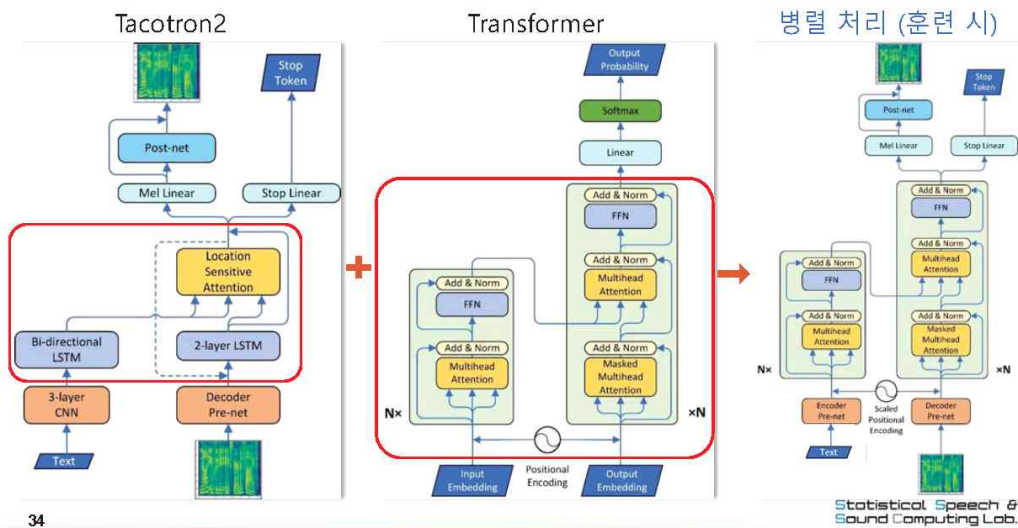 Tacotron2
Stop
Token
Post-net
Mel Linear
Stop Linear
Location
Sensitive
Attention
Bi-directional
LSTM
2-layer LSTM
3-layer
CNN
Decoder
Pre-net
Text
Transformer
Output
Probability
Softmax
Linear
Add & Norm
FFN
Add & Norm
Multihead
Attention
Add & Norm
FFN
Add & Norm
Multihead
Attention
Add & Norm
Masked
Multihead
Attention
N×
×N
Positional
Encoding
Input
Embedding
Output
Embedding
병렬 처리 (훈련 시)
Stop
Token
Post-net
Mel Linear
Stop Linear
Add & Norm
FFN
Add & Norm
Multihead
Attention
Add & Norm
FFN
Add & Norm
Multihead
Attention
Add & Norm
Masked
Multihead
Attention
N×
×N
Encoder
Pre-net
Scaled
Positional
Encoding
Decoder
Pre-net
Text
34
Statistical Speech &
Sound Computing Lab.